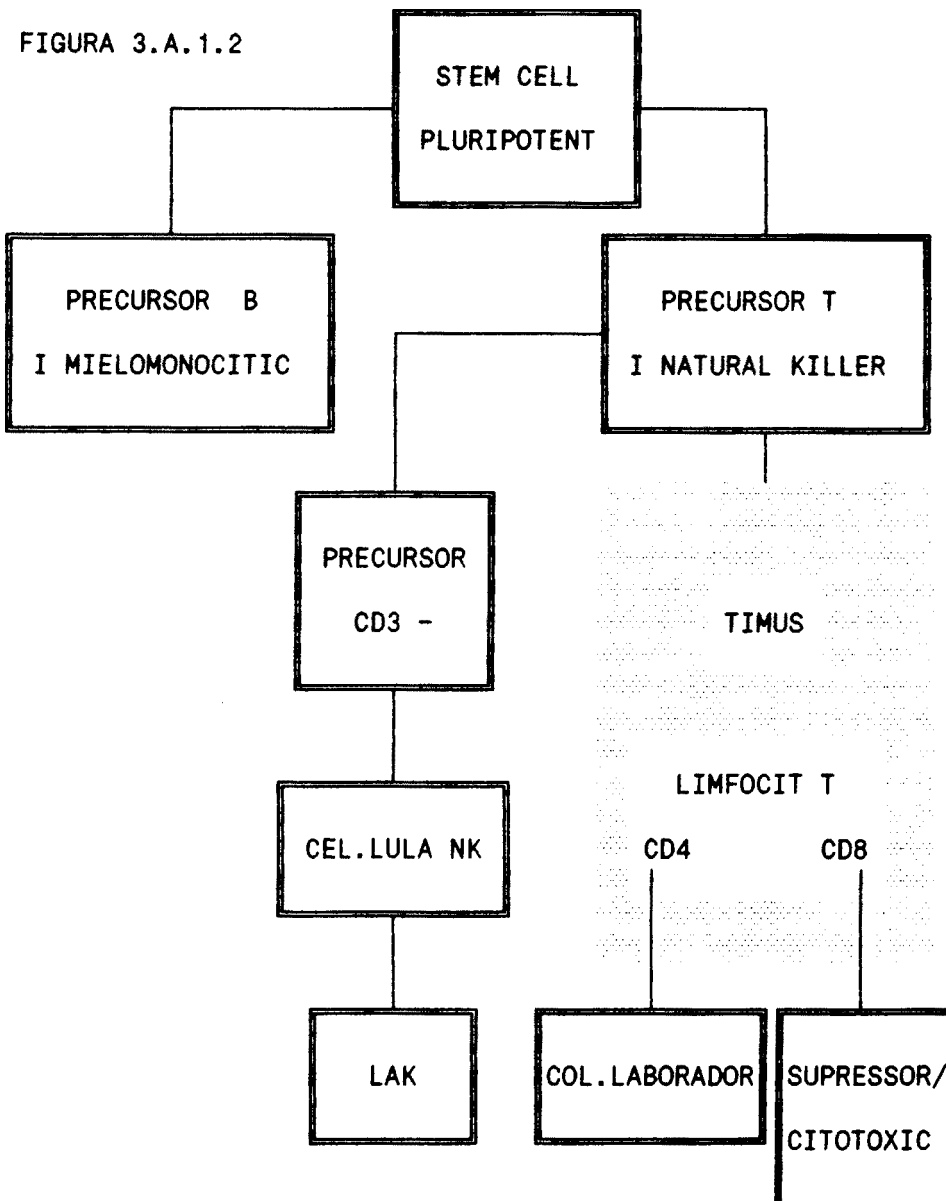 FIGURA 3.A.1.2
STEM CELL
PLURIPOTENT
PRECURSOR B
I MIELOMONOCITIC
PRECURSOR T
I NATURAL KILLER
PRECURSOR
CD3 -
TIMUS
LIMFOCIT T
CD4 CD8
CEL.LULA NK
LAK
COL.LABORADOR
SUPRESSOR/
CITOTOXIC